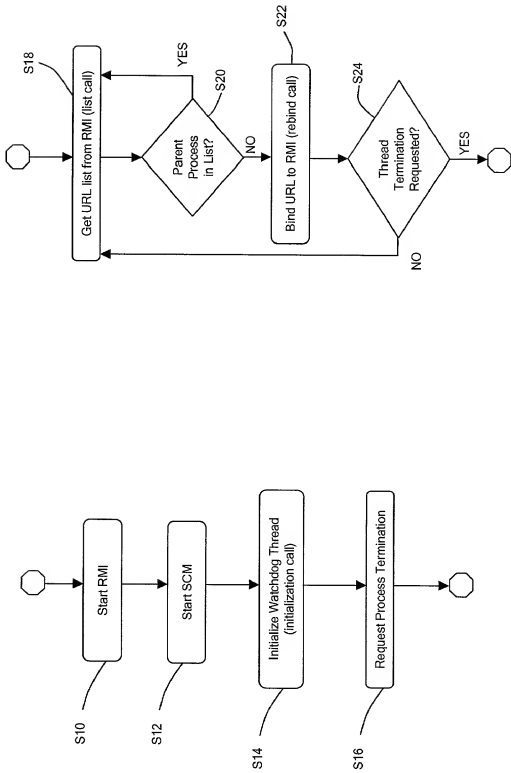 S18
Get URL list from RMI (list call)
YES
S20
Parent
Process
in List?
NO
S22
Bind URL to RMI (rebind call)
S24
Thread
Termination
Requested?
NO
YES
Start RMI
S10
Start SCM
S12
Initialize Watchdog Thread
(initialization call)
S14
Request Process Termination
S16